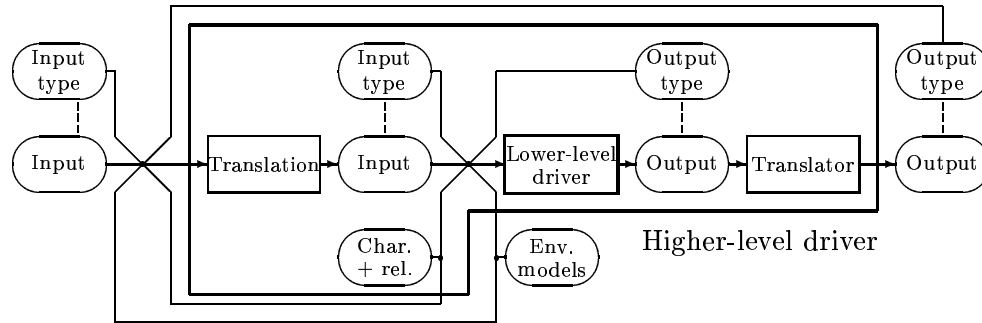 Input
type
Input
type
Output
type
Output
type
Input
Translation
Input
Lower-level
driver
Output
Translator
Output
Char.
+ rel.
Env.
models
Higher-level driver